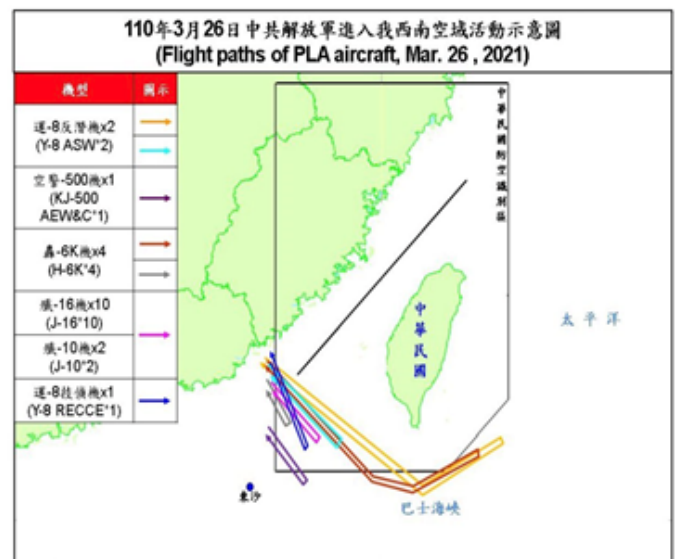 110年3月26日中共解放軍進入我西南空域活動示意圖
(Flight paths of PLA aircraft, Mar. 26 , 2021)
機型 圖示
運-8反潛機x2
(Y-8 ASW*2)
空警-500機x1
(KJ-500
AEW&C*1)
轟-6K機x4
(H-6K*4)
殲-16機x10
(J-16*10)
殲-10機x2
(J-10*2)
運-8技偵機x1
(Y-8 RECCE*1)
中華民國防空識別區
中華民國
太平洋
東沙
巴士海峽